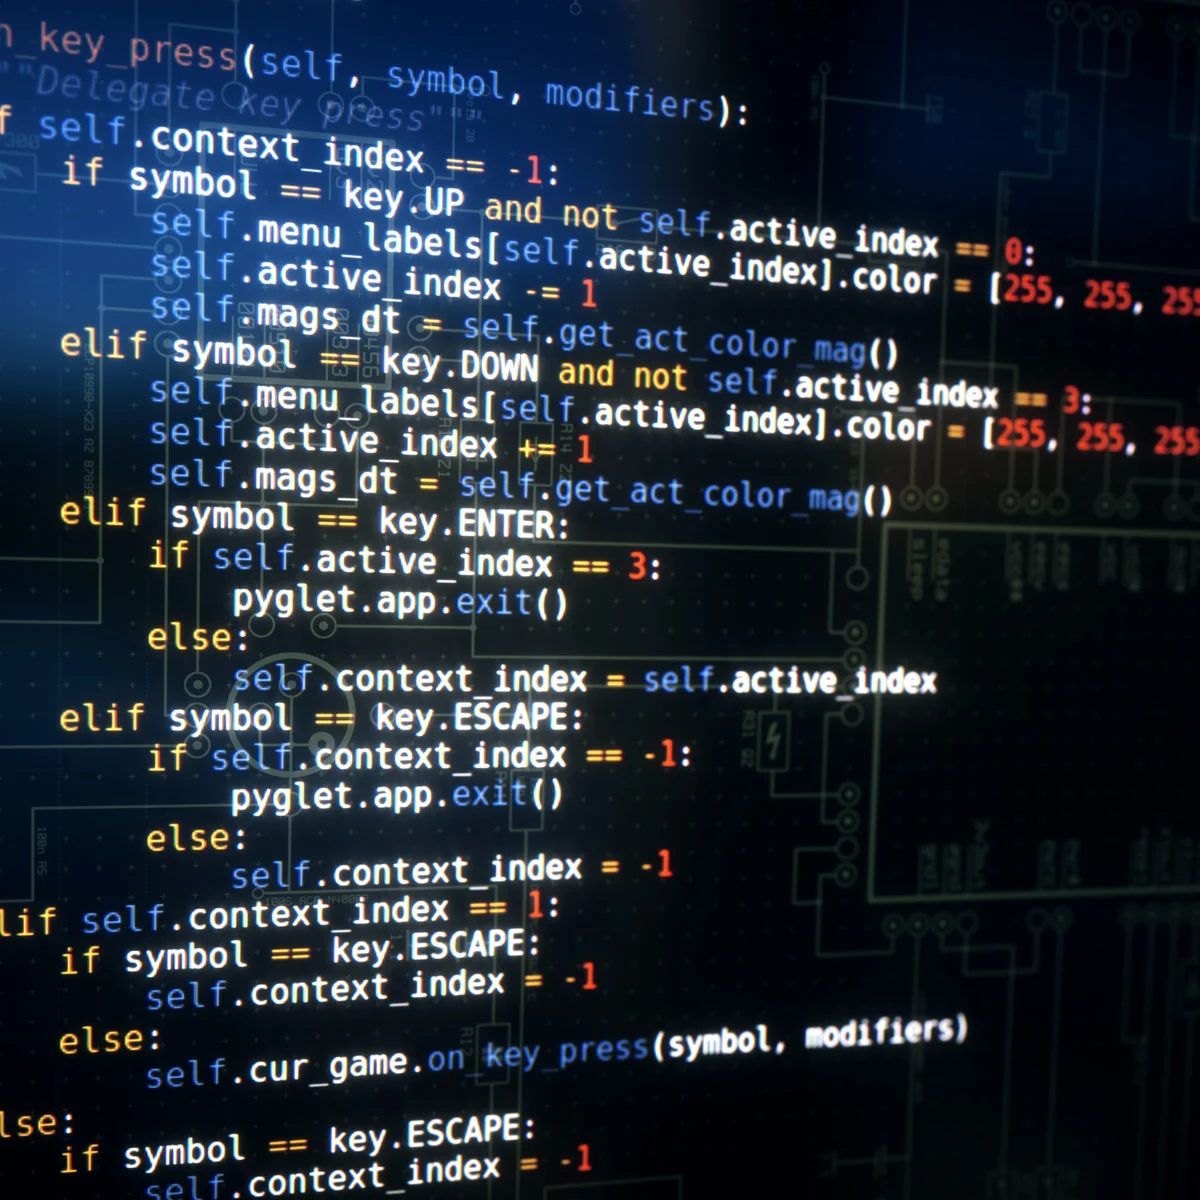 n_key_press(self, symbol, modifiers):
""Delegate key press"""
f self.context_index == -1:
if symbol == key.UP and not self.active_index == 0:
self.menu_labels[self.active_index].color = [255, 255, 255
self.active_index -= 1
self.mags_dt = self.get_act_color_mag()
elif symbol == key.DOWN and not self.active_index == 3:
self.menu_labels[self.active_index].color = [255, 255, 255
self.active_index += 1
self.mags_dt = self.get_act_color_mag()
elif symbol == key.ENTER:
if self.active_index == 3:
pyglet.app.exit()
else:
self.context_index = self.active_index
elif symbol == key.ESCAPE:
if self.context_index == -1:
pyglet.app.exit()
else:
self.context_index = -1
lif self.context_index == 1:
if symbol == key.ESCAPE:
self.context_index = -1
else:
self.cur_game.on_key_press(symbol, modifiers)
lse:
if symbol == key.ESCAPE:
self.context_index = -1